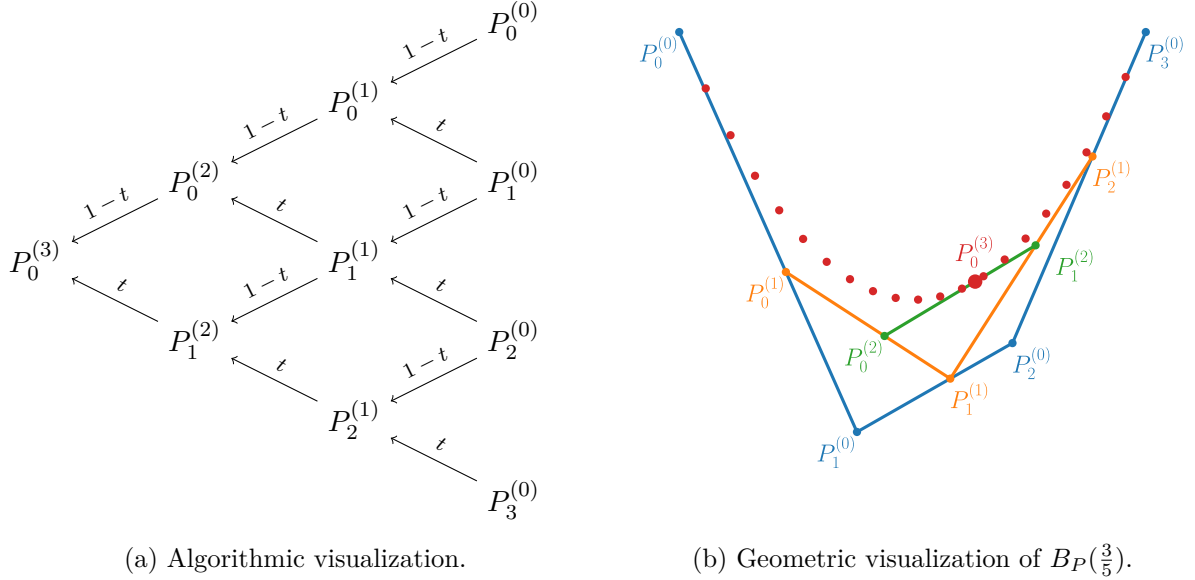 P_0^{(0)}
1 − t
P_0^{(1)}
1 − t
t
P_0^{(2)}
P_1^{(0)}
1 − t
t
1 − t
P_0^{(3)}
P_1^{(1)}
t
1 − t
t
P_1^{(2)}
P_2^{(0)}
t
1 − t
P_2^{(1)}
t
P_3^{(0)}
(a) Algorithmic visualization.
P_0^{(0)}
P_3^{(0)}
P_2^{(1)}
P_0^{(3)}
P_1^{(2)}
P_0^{(1)}
P_0^{(2)}
P_2^{(0)}
P_1^{(1)}
P_1^{(0)}
(b) Geometric visualization of B_P(3/5).